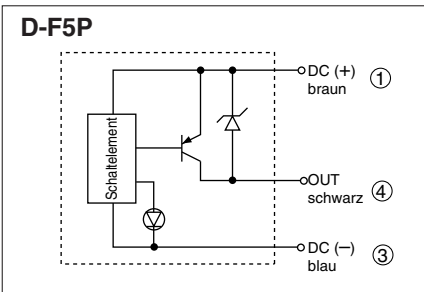 D-F5P
DC (+) ①
braun
Schaltelement
OUT
schwarz ④
DC (−)
blau ③